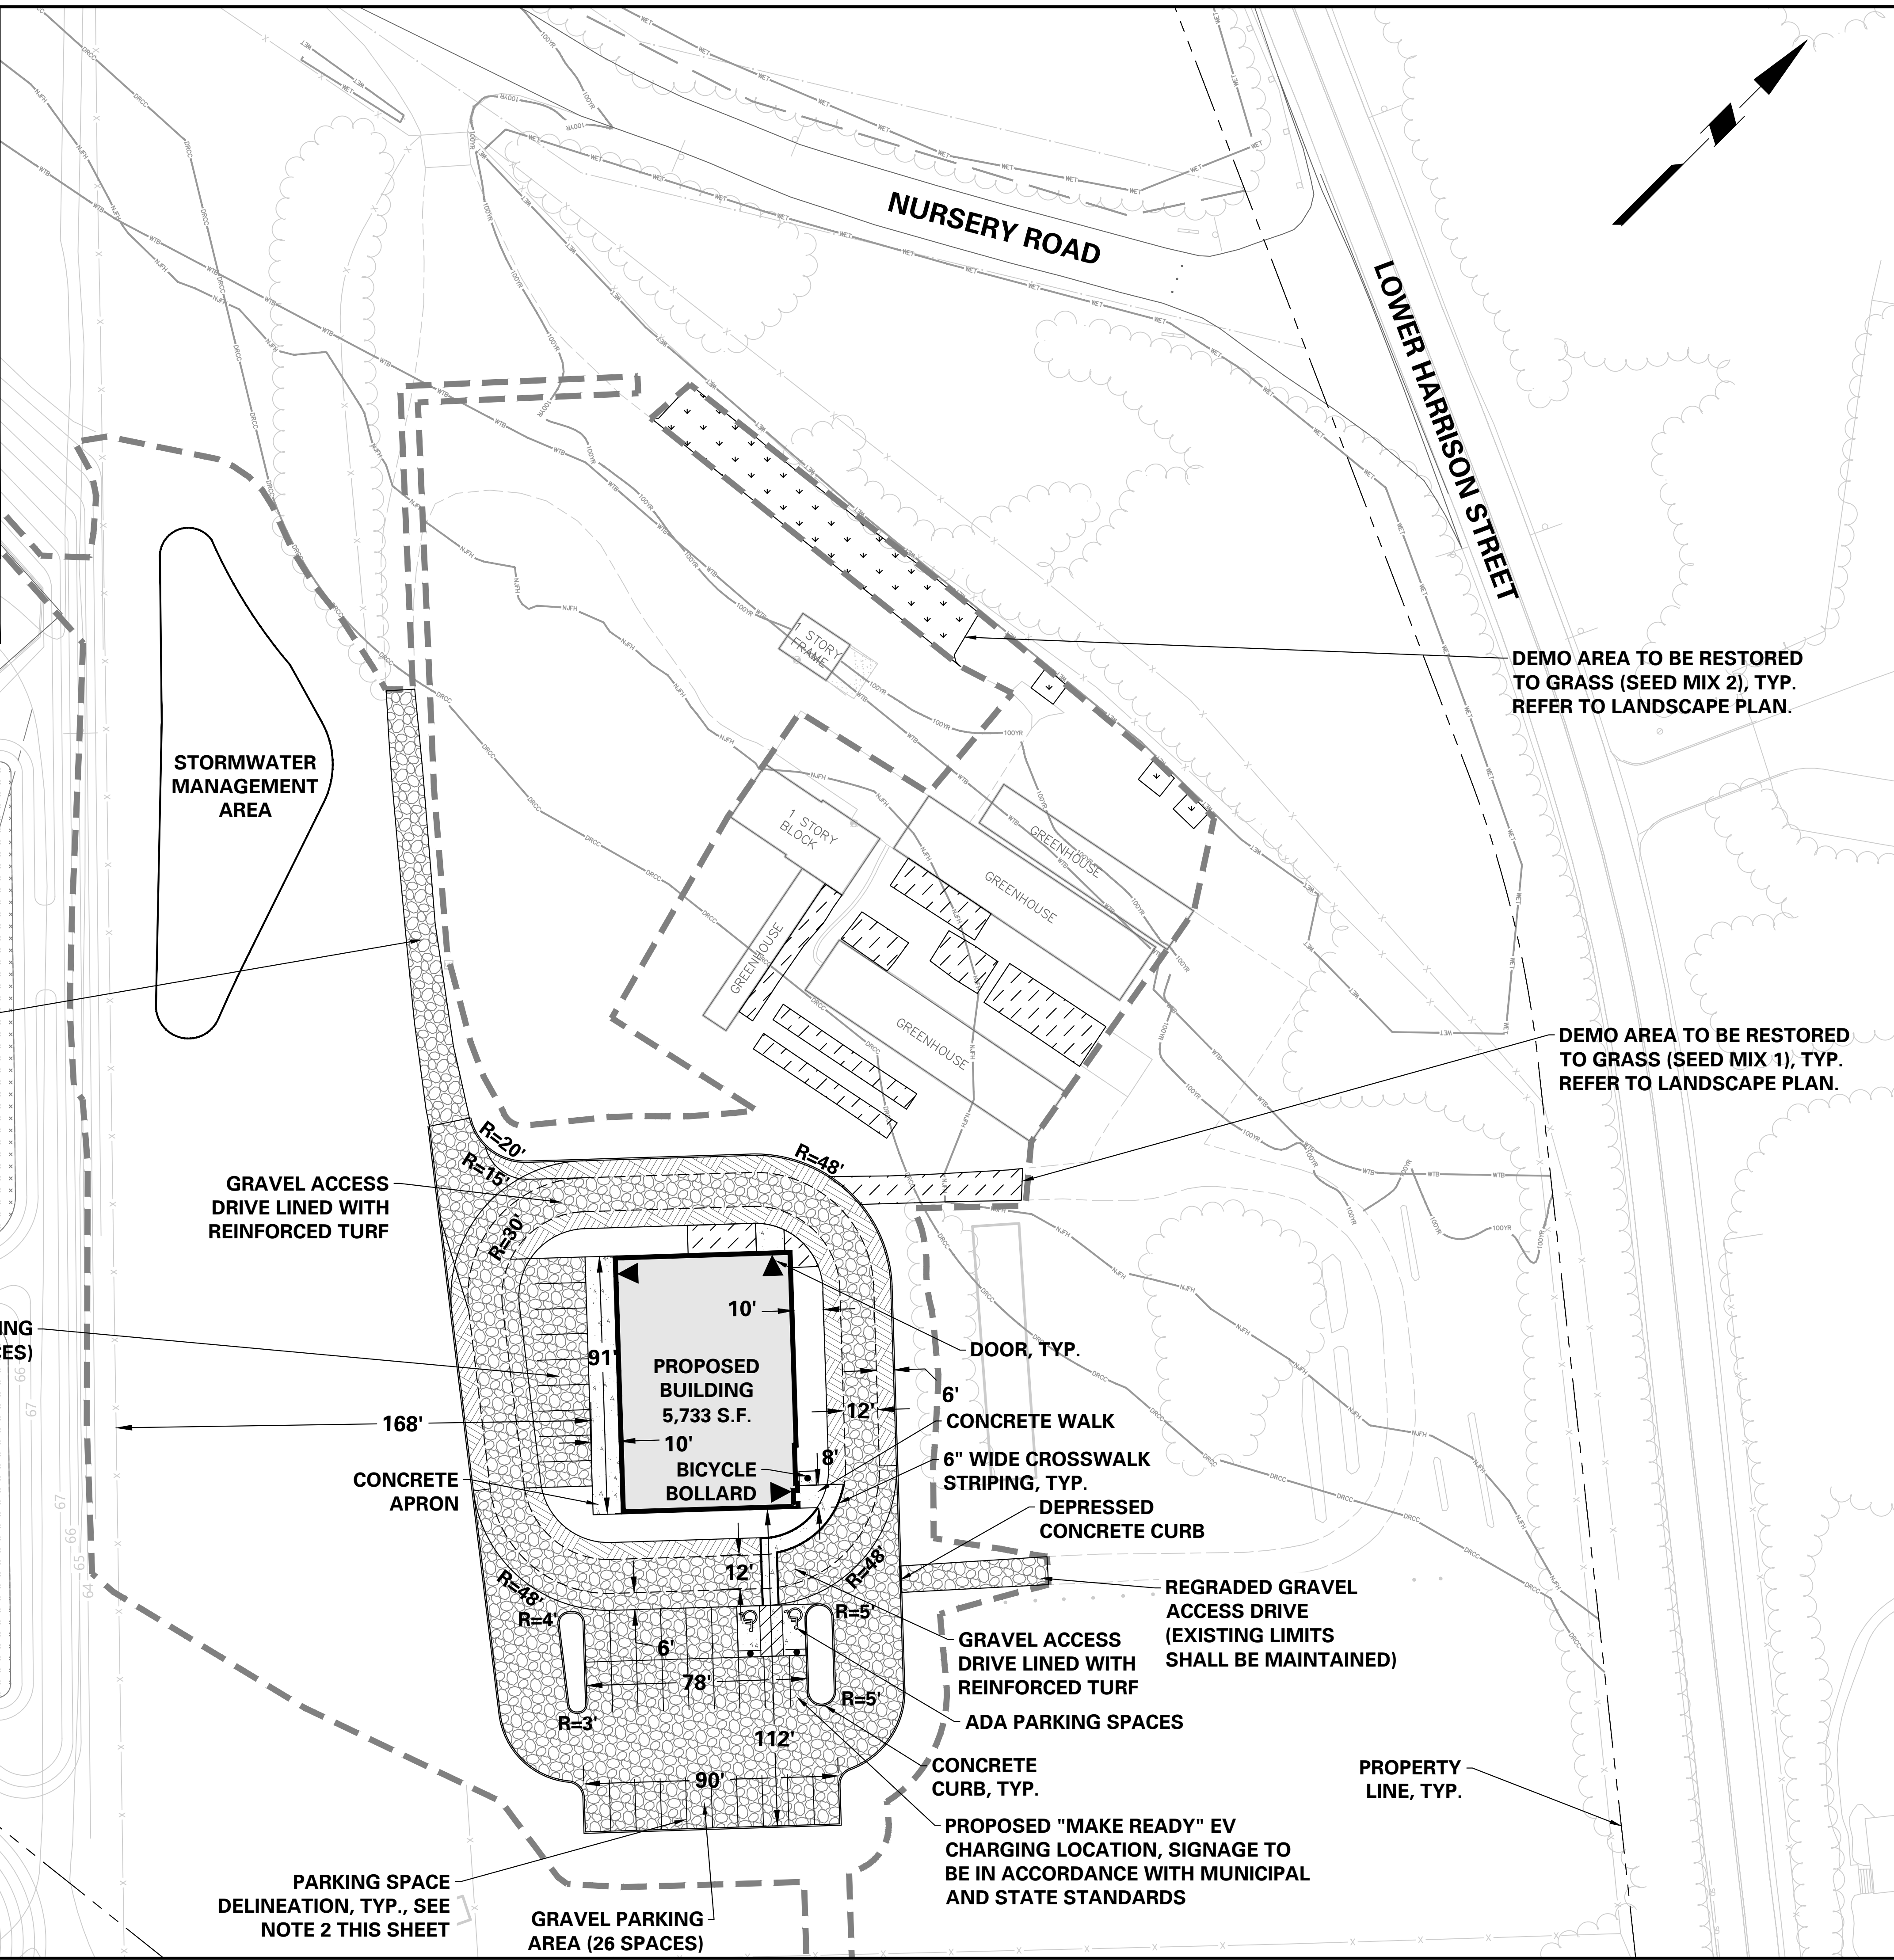 NURSERY ROAD
LOWER HARRISON STREET
DEMO AREA TO BE RESTORED
TO GRASS (SEED MIX 2), TYP.
REFER TO LANDSCAPE PLAN.
1 STORY
FRAME
STORMWATER
MANAGEMENT
AREA
1 STORY
BLOCK
GREENHOUSE
GREENHOUSE
GREENHOUSE
GREENHOUSE
DEMO AREA TO BE RESTORED
TO GRASS (SEED MIX 1), TYP.
REFER TO LANDSCAPE PLAN.
R=20'
R=15'
R=48'
R=30'
GRAVEL ACCESS
DRIVE LINED WITH
REINFORCED TURF
10'
91'
PROPOSED
BUILDING
5,733 S.F.
10'
168'
DOOR, TYP.
6'
12'
8'
CONCRETE WALK
BICYCLE
BOLLARD
6" WIDE CROSSWALK
STRIPING, TYP.
CONCRETE
APRON
DEPRESSED
CONCRETE CURB
12'
R=48'
R=48'
R=4'
R=5'
6'
78'
R=5'
R=3'
112'
90'
REGRADED GRAVEL
ACCESS DRIVE
(EXISTING LIMITS
SHALL BE MAINTAINED)
GRAVEL ACCESS
DRIVE LINED WITH
REINFORCED TURF
ADA PARKING SPACES
CONCRETE
CURB, TYP.
PROPERTY
LINE, TYP.
PROPOSED "MAKE READY" EV
CHARGING LOCATION, SIGNAGE TO
BE IN ACCORDANCE WITH MUNICIPAL
AND STATE STANDARDS
PARKING SPACE
DELINEATION, TYP., SEE
NOTE 2 THIS SHEET
GRAVEL PARKING
AREA (26 SPACES)
67
66
67
66
65
64